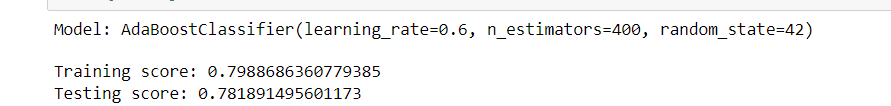 Model: AdaBoostClassifier(learning_rate=0.6, n_estimators=400, random_state=42)
Training score: 0.7988686360779385
Testing score: 0.781891495601173